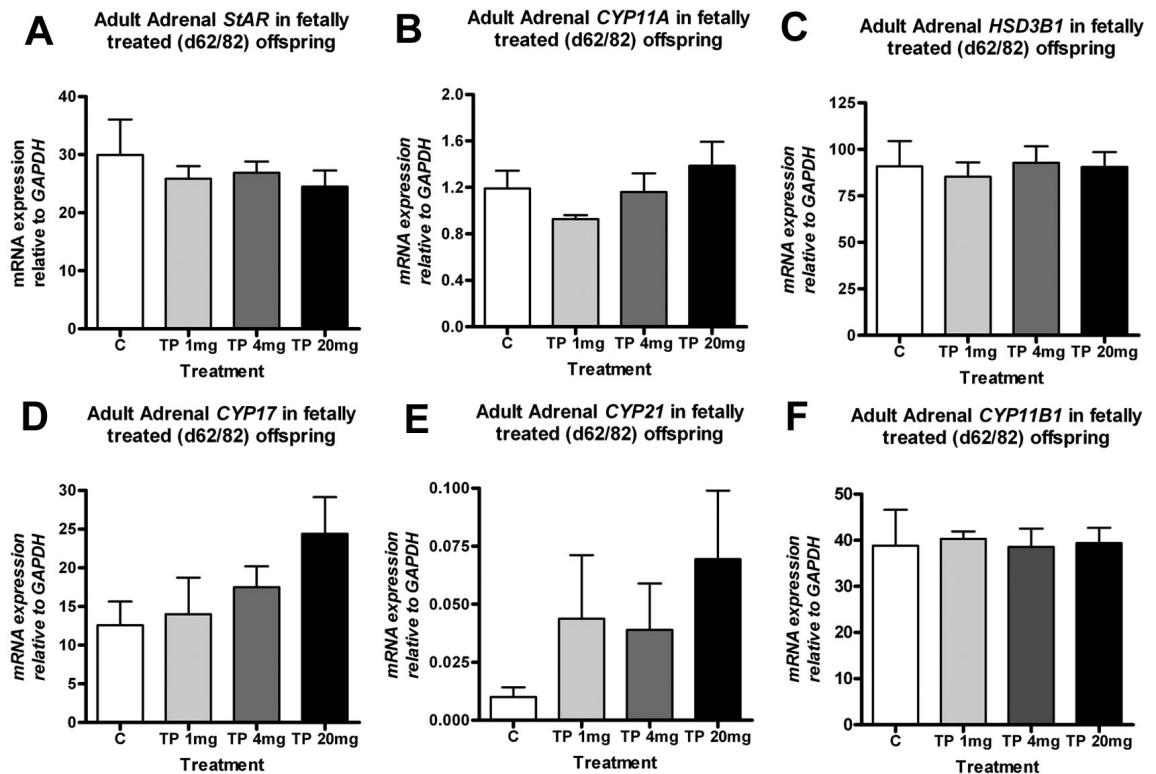 A
Adult Adrenal StAR in fetally
treated (d62/82) offspring
mRNA expression
relative to GAPDH
40
30
20
10
0
C TP 1mg TP 4mg TP 20mg
Treatment
B
Adult Adrenal CYP11A in fetally
treated (d62/82) offspring
mRNA expression
relative to GAPDH
2.0
1.6
1.2
0.8
0.4
0.0
C TP 1mg TP 4mg TP 20mg
Treatment
C
Adult Adrenal HSD3B1 in fetally
treated (d62/82) offspring
mRNA expression
relative to GAPDH
125
100
75
50
25
0
C TP 1mg TP 4mg TP 20mg
Treatment
D
Adult Adrenal CYP17 in fetally
treated (d62/82) offspring
mRNA expression
relative to GAPDH
30
25
20
15
10
5
0
C TP 1mg TP 4mg TP 20mg
Treatment
E
Adult Adrenal CYP21 in fetally
treated (d62/82) offspring
mRNA expression
relative to GAPDH
0.100
0.075
0.050
0.025
0.000
C TP 1mg TP 4mg TP 20mg
Treatment
F
Adult Adrenal CYP11B1 in fetally
treated (d62/82) offspring
mRNA expression
relative to GAPDH
50
40
30
20
10
0
C TP 1mg TP 4mg TP 20mg
Treatment